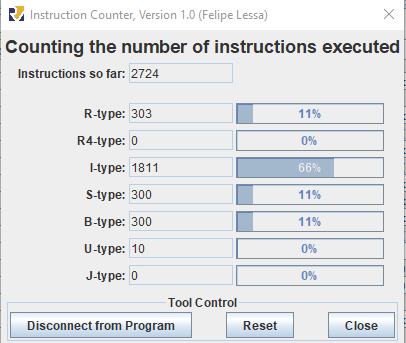 Instruction Counter, Version 1.0 (Felipe Lessa)
Counting the number of instructions executed
Instructions so far: 2724
R-type: 303 11%
R4-type: 0 0%
I-type: 1811 66%
S-type: 300 11%
B-type: 300 11%
U-type: 10 0%
J-type: 0 0%
Tool Control
Disconnect from Program Reset Close